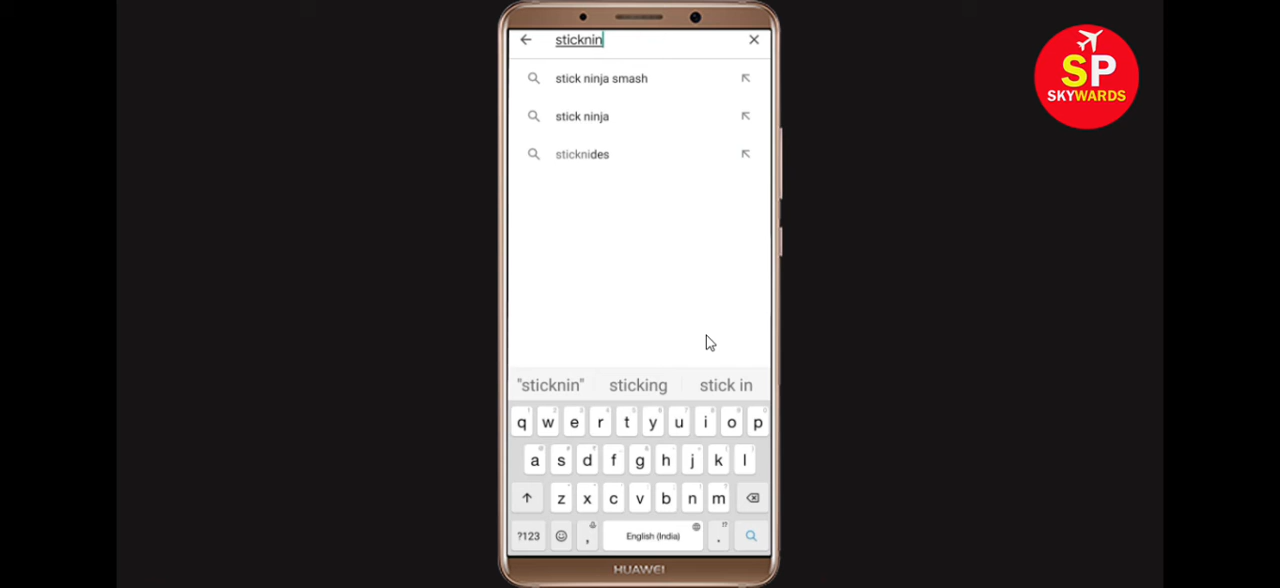 sticknin
stick ninja smash
stick ninja
sticknides
"sticknin" sticking stick in
q w e r t y u i o p
a s d f g h j k l
z x c v b n m
?123 , English (India) .
HUAWEI
SP
SKYWARDS